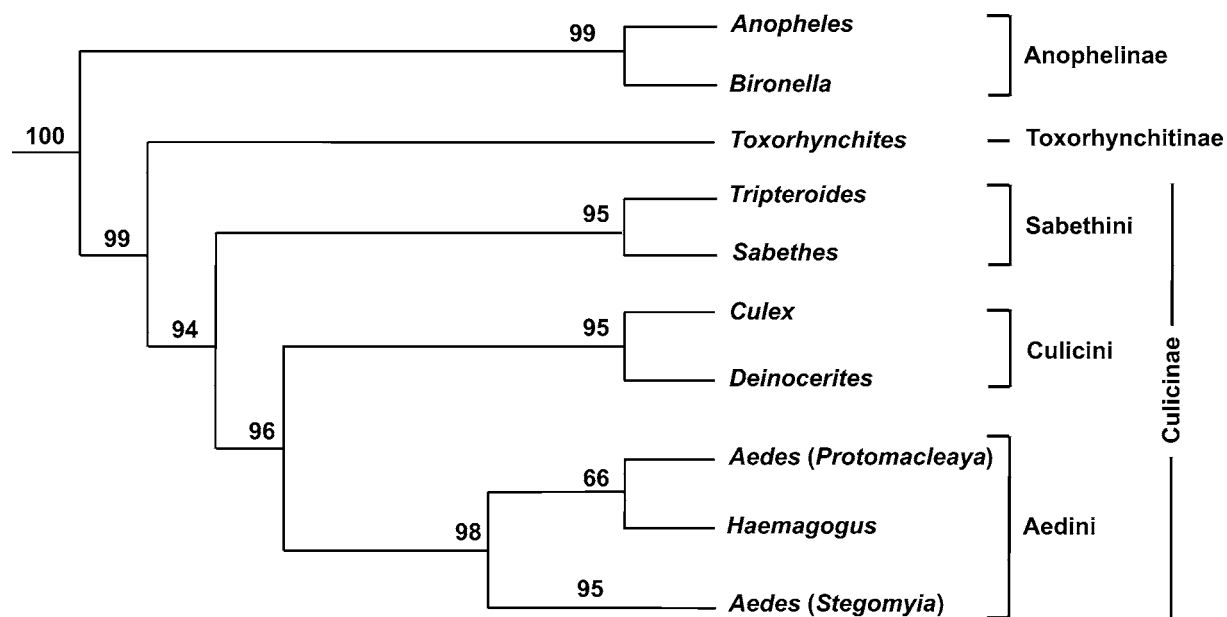 99
Anopheles
Anophelinae
Bironella
100
Toxorhynchites
Toxorhynchitinae
95
Tripteroides
Sabethini
99
Sabethes
94
95
Culex
Culicini
Deinocerites
Culicinae
96
66
Aedes (Protomacleaya)
Aedini
98
Haemagogus
95
Aedes (Stegomyia)